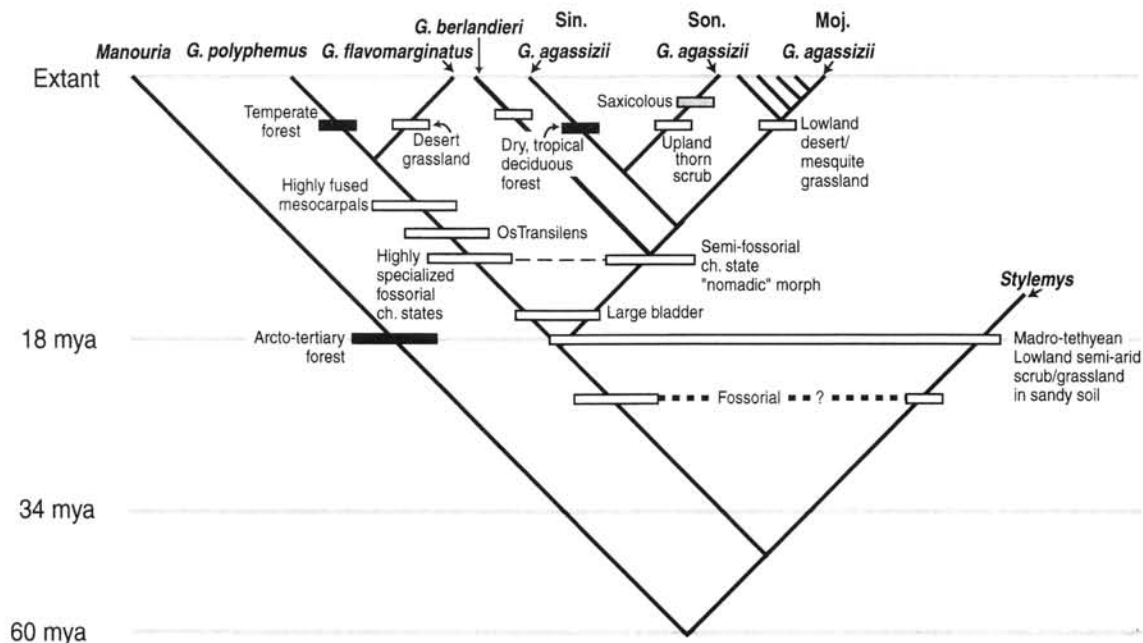 G. berlandieri
Sin.
Son.
Moj.
Manouria
G. polyphemus
G. flavomarginatus
G. agassizii
G. agassizii
G. agassizii
Extant
Temperate
forest
Desert
grassland
Dry, tropical
deciduous
forest
Saxicolous
Upland
thorn
scrub
Lowland
desert/
mesquite
grassland
Highly fused
mesocarpals
OsTransilens
Highly
specialized
fossorial
ch. states
Semi-fossorial
ch. state
"nomadic" morph
Stylemys
Large bladder
18 mya
Arcto-tertiary
forest
Madro-tethyean
Lowland semi-arid
scrub/grassland
in sandy soil
Fossorial
?
34 mya
60 mya